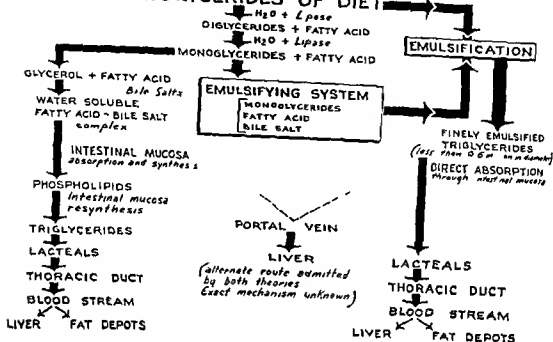 OF DIET
H₂O + Lipase
DIGLYCERIDES + FATTY ACID
H₂O + Lipase
MONOGLYCERIDES + FATTY ACID
EMULSIFICATION
GLYCEROL + FATTY ACID
Bile Salts
WATER SOLUBLE
FATTY ACID - BILE SALT
complex
EMULSIFYING SYSTEM
MONOGLYCERIDES
FATTY ACID
BILE SALT
INTESTINAL MUCOSA
absorption and synthesis
FINELY EMULSIFIED
TRIGLYCERIDES
(less than 0.5
DIRECT ABSORPTION
through intestinal mucosa
PHOSPHOLIPIDS
Intestinal mucosa
resynthesis
TRIGLYCERIDES
LACTEALS
THORACIC DUCT
BLOOD STREAM
LIVER FAT DEPOTS
PORTAL VEIN
LIVER
(alternate route admitted
by both theories
Exact mechanism unknown)
LACTEALS
THORACIC DUCT
BLOOD STREAM
LIVER FAT DEPOTS